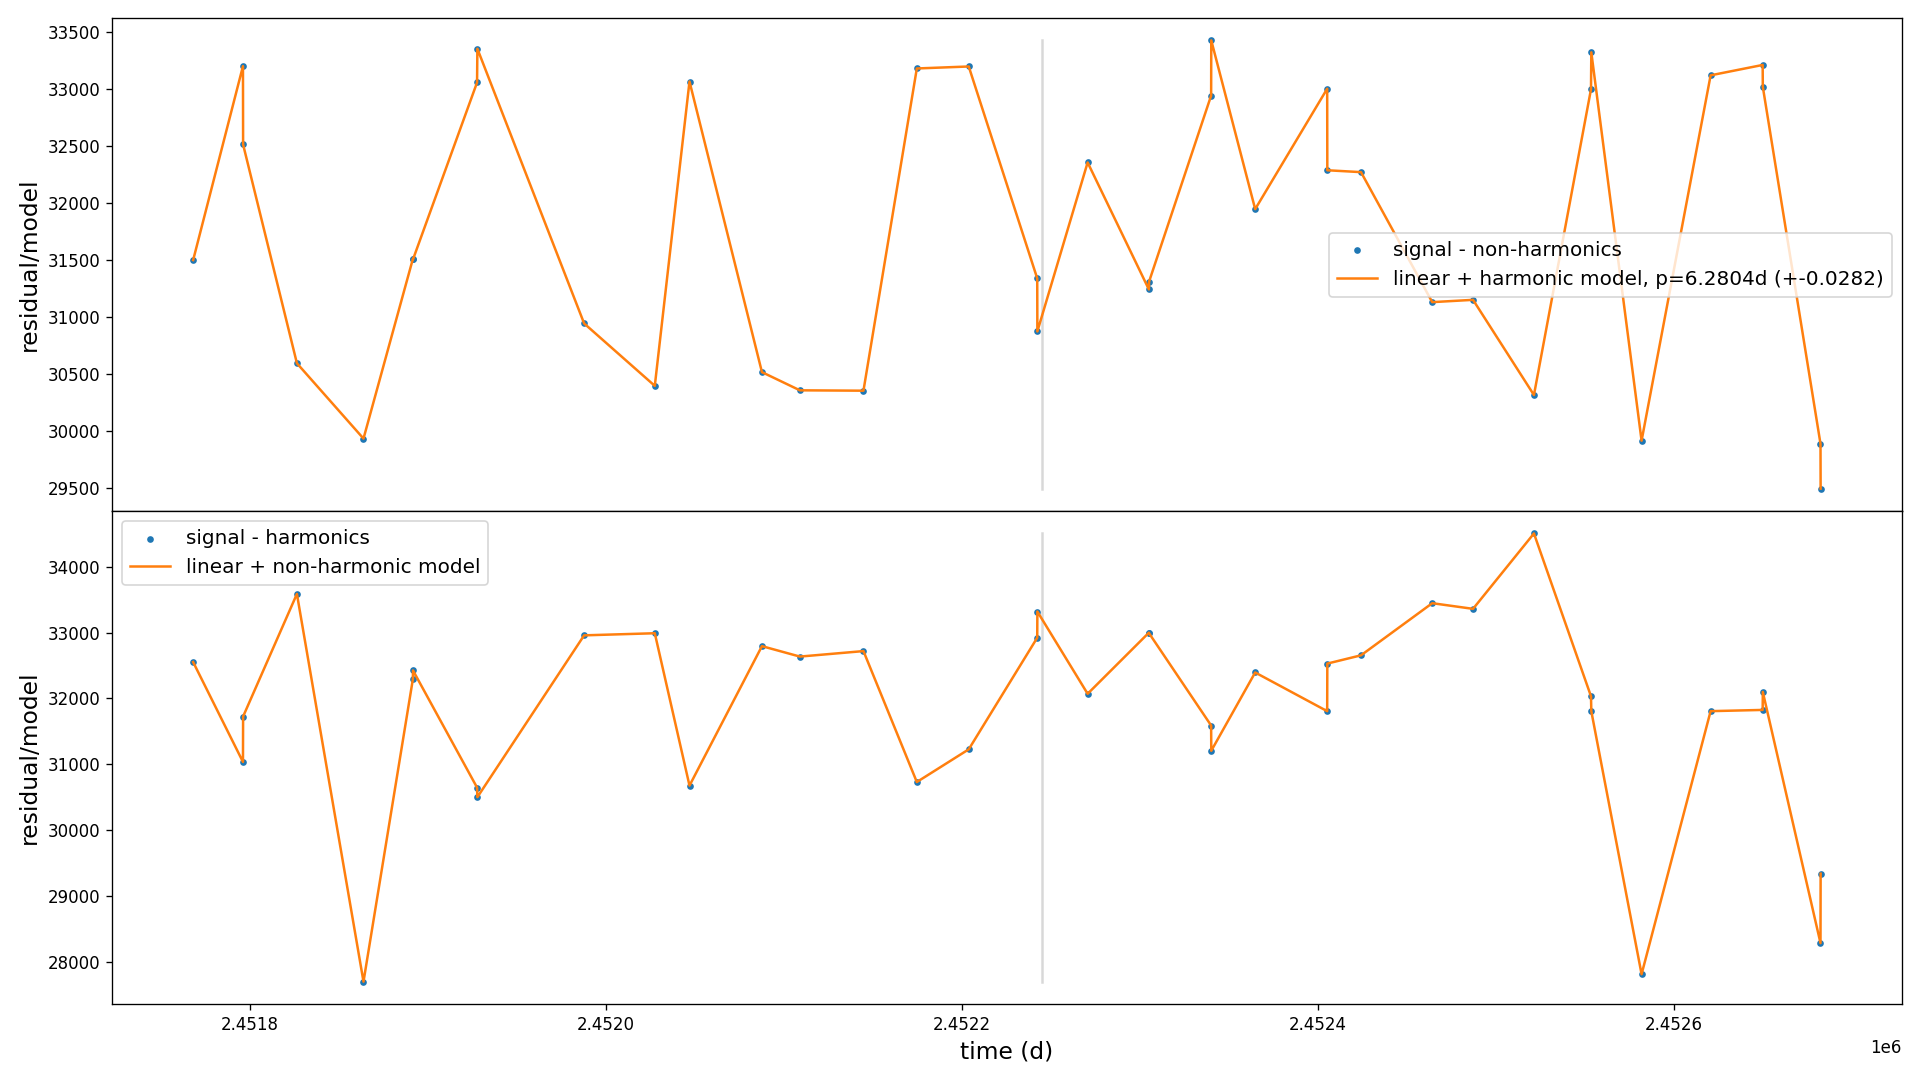 33500
33000
32500
32000
31500
31000
30500
30000
29500
residual/model
signal - non-harmonics
linear + harmonic model, p=6.2804d (+-0.0282)
34000
33000
32000
31000
30000
29000
28000
residual/model
signal - harmonics
linear + non-harmonic model
2.4518 2.4520 2.4522 2.4524 2.4526
1e6
time (d)